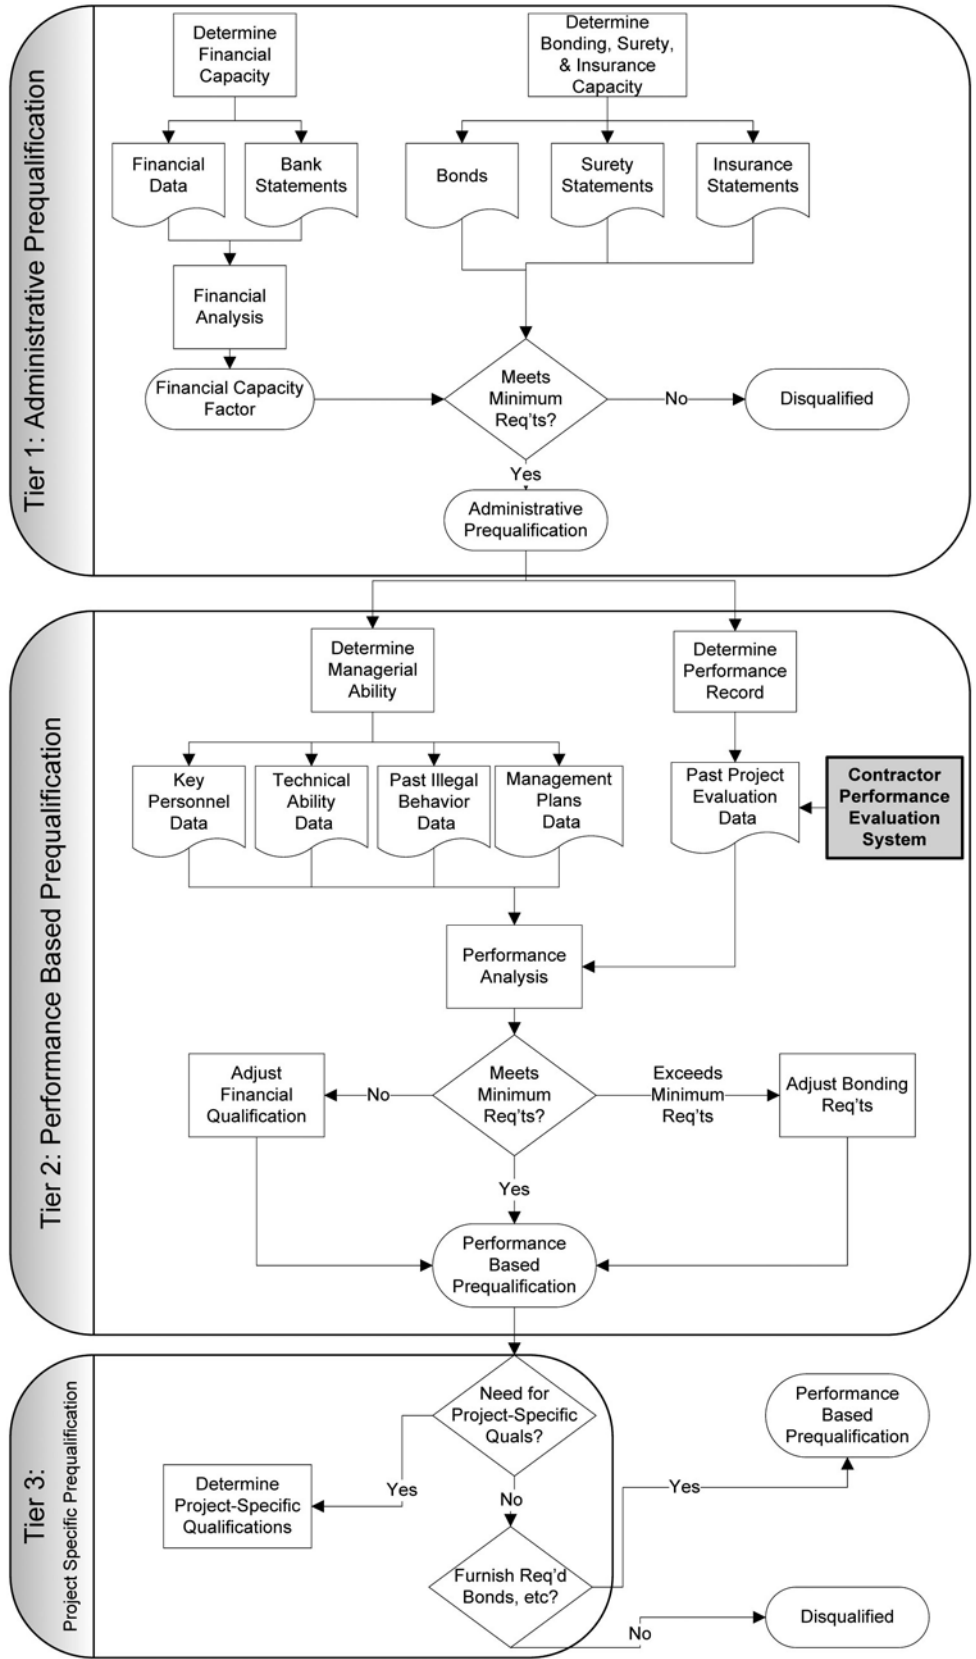 Tier 1: Administrative Prequalification
Determine
Financial
Capacity
Determine
Bonding, Surety,
& Insurance
Capacity
Financial
Data
Bank
Statements
Bonds
Surety
Statements
Insurance
Statements
Financial
Analysis
Financial Capacity
Factor
Meets
Minimum
Req'ts?
No
Disqualified
Yes
Administrative
Prequalification
Tier 2: Performance Based Prequalification
Determine
Managerial
Ability
Determine
Performance
Record
Key
Personnel
Data
Technical
Ability
Data
Past Illegal
Behavior
Data
Management
Plans
Data
Past Project
Evaluation
Data
Contractor
Performance
Evaluation
System
Performance
Analysis
Adjust
Financial
Qualification
No
Meets
Minimum
Req'ts?
Exceeds
Minimum
Req'ts
Adjust Bonding
Req'ts
Yes
Performance
Based
Prequalification
Tier 3:
Project Specific Prequalification
Need for
Project-Specific
Quals?
Performance
Based
Prequalification
Yes
Determine
Project-Specific
Qualifications
No
Yes
Furnish Req'd
Bonds, etc?
No
Disqualified